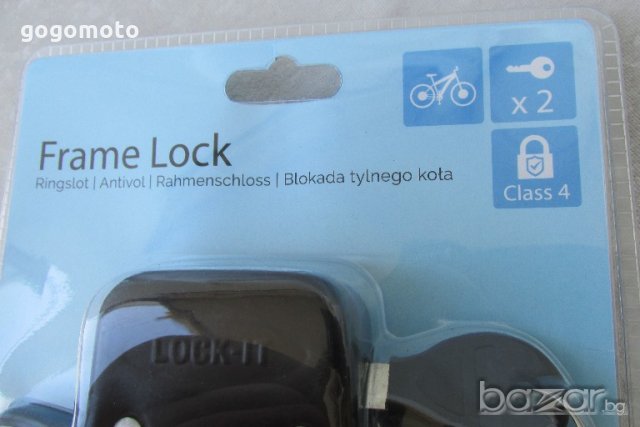 gogomoto
Frame Lock
Ringslot | Antivol | Rahmenschloss | Blokada tylnego koła
x 2
Class 4
LOCK-IT
bazar.bg